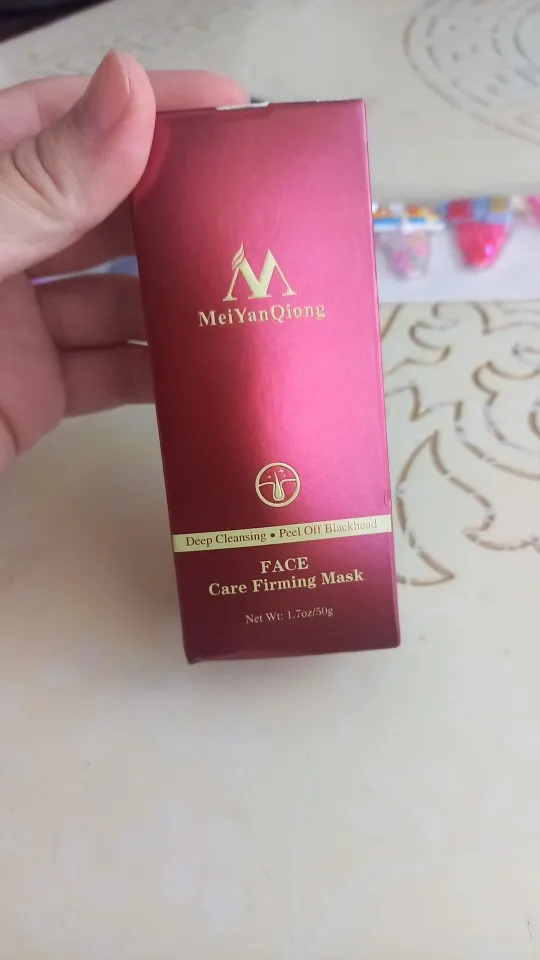 MeiYanQiong
Deep Cleansing • Peel Off Blackhead
FACE
Care Firming Mask
Net Wt: 1.7oz/50g